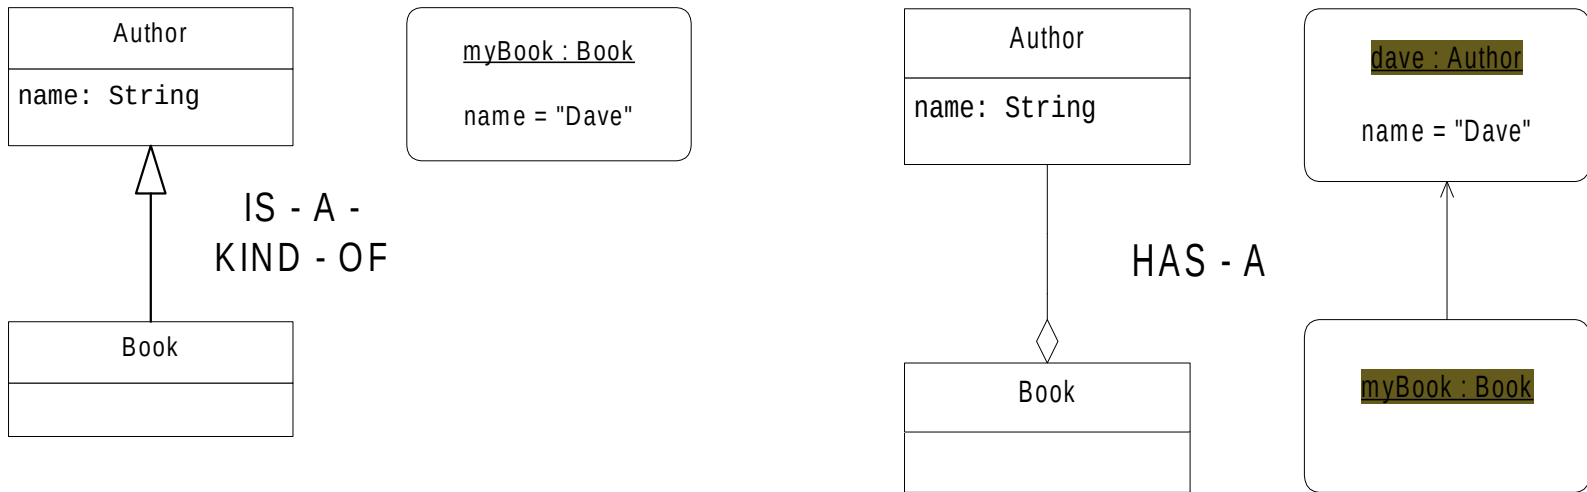 Author
name: String
myBook : Book
name = "Dave"
IS - A -
KIND - OF
Book
Author
name: String
dave : Author
name = "Dave"
HAS - A
Book
myBook : Book